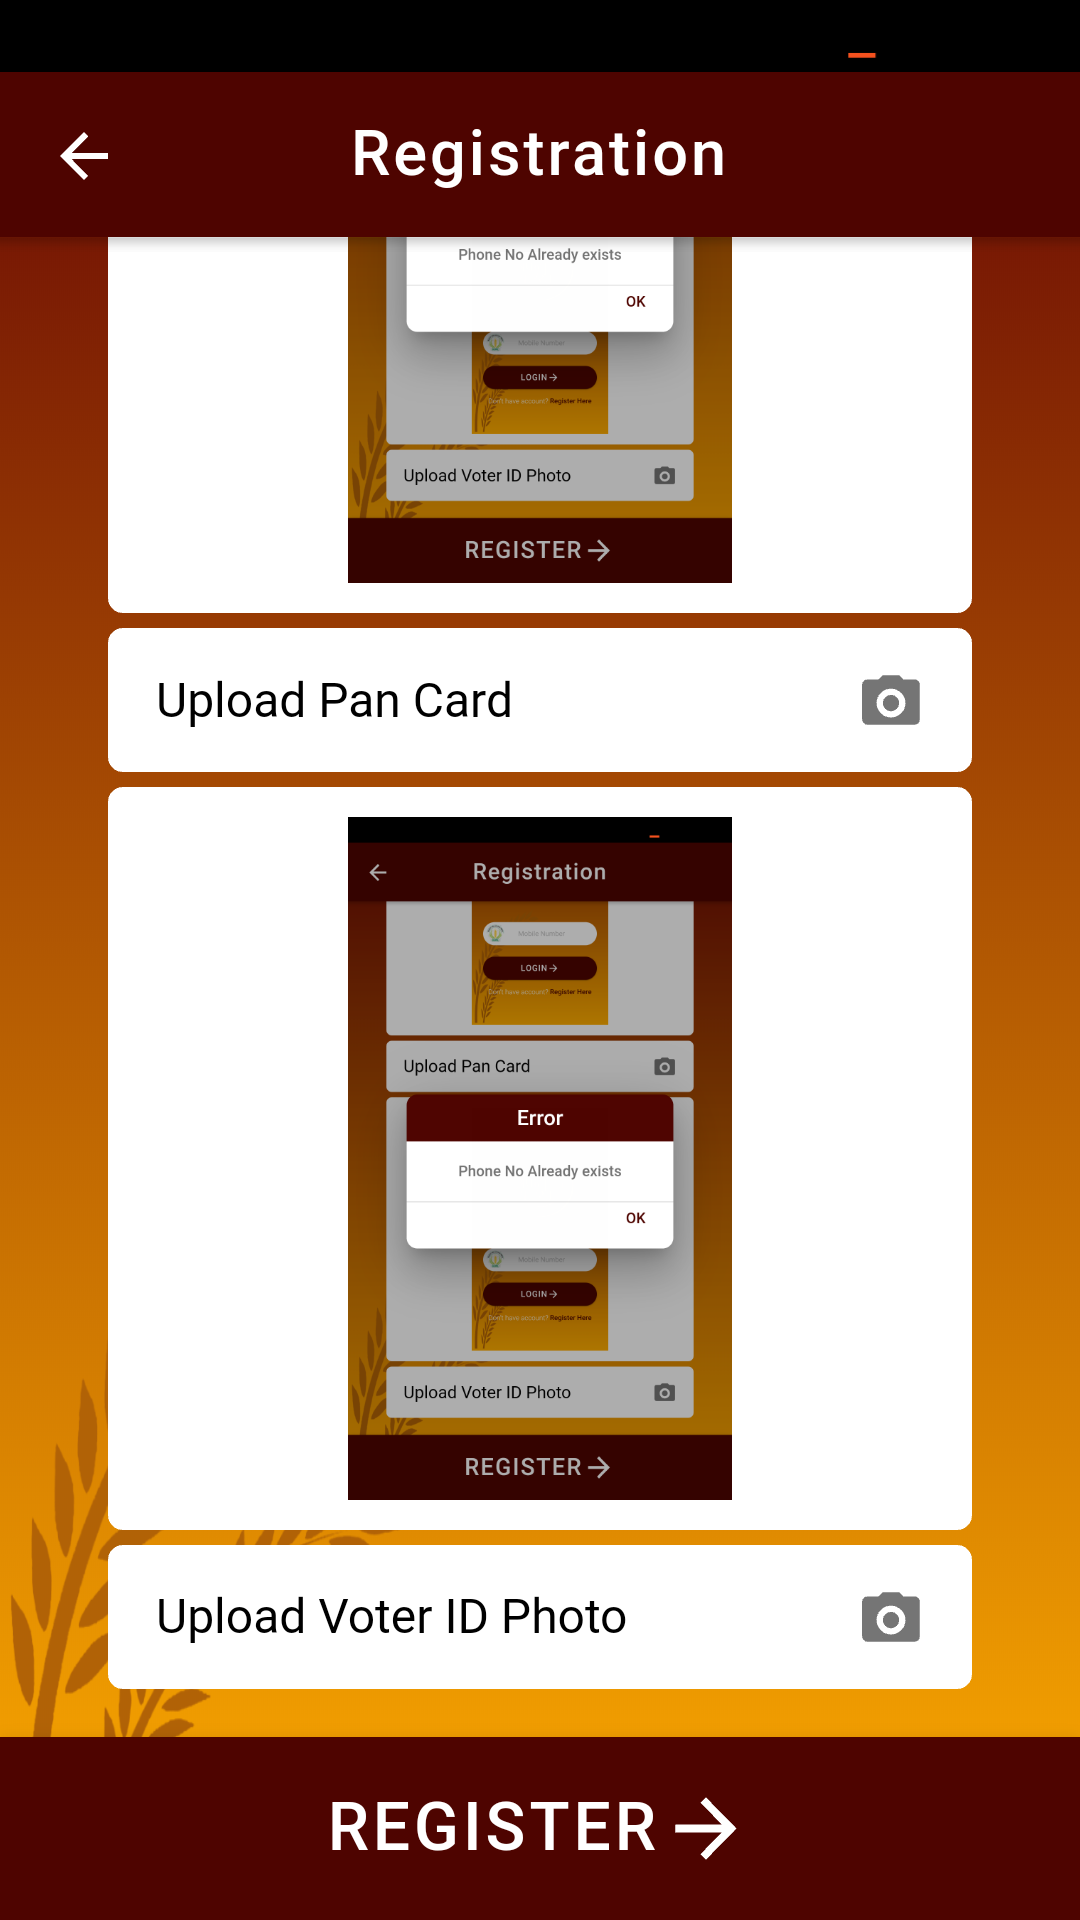 Registration
Phone No Already exists
OK
Mobile Number
LOGIN
Don't have account? Register Here
Upload Voter ID Photo
REGISTER
Upload Pan Card
Registration
Mobile Number
LOGIN
Don't have account? Register Here
Upload Pan Card
Error
Phone No Already exists
OK
Mobile Number
LOGIN
Don't have account? Register Here
Upload Voter ID Photo
REGISTER
Upload Voter ID Photo
REGISTER